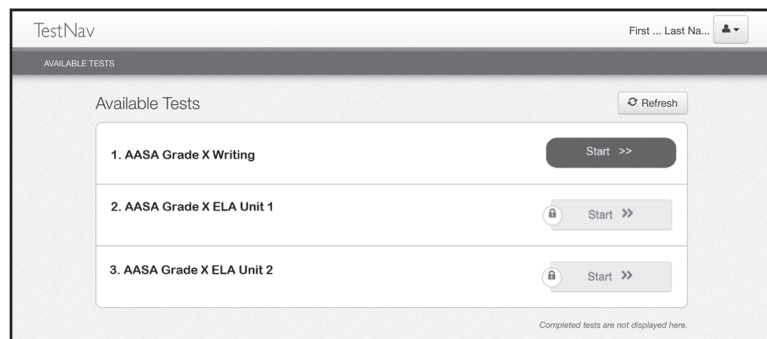 TestNav
First ... Last Na...
AVAILABLE TESTS
Available Tests
Refresh
1. AASA Grade X Writing
Start >>
2. AASA Grade X ELA Unit 1
Start >>
3. AASA Grade X ELA Unit 2
Start >>
Completed tests are not displayed here.